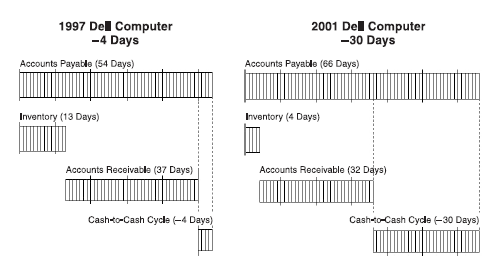 1997 Dell Computer
–4 Days
Accounts Payable (54 Days)
Inventory (13 Days)
Accounts Receivable (37 Days)
Cash-to-Cash Cycle (–4 Days)
2001 Dell Computer
–30 Days
Accounts Payable (66 Days)
Inventory (4 Days)
Accounts Receivable (32 Days)
Cash-to-Cash Cycle (–30 Days)